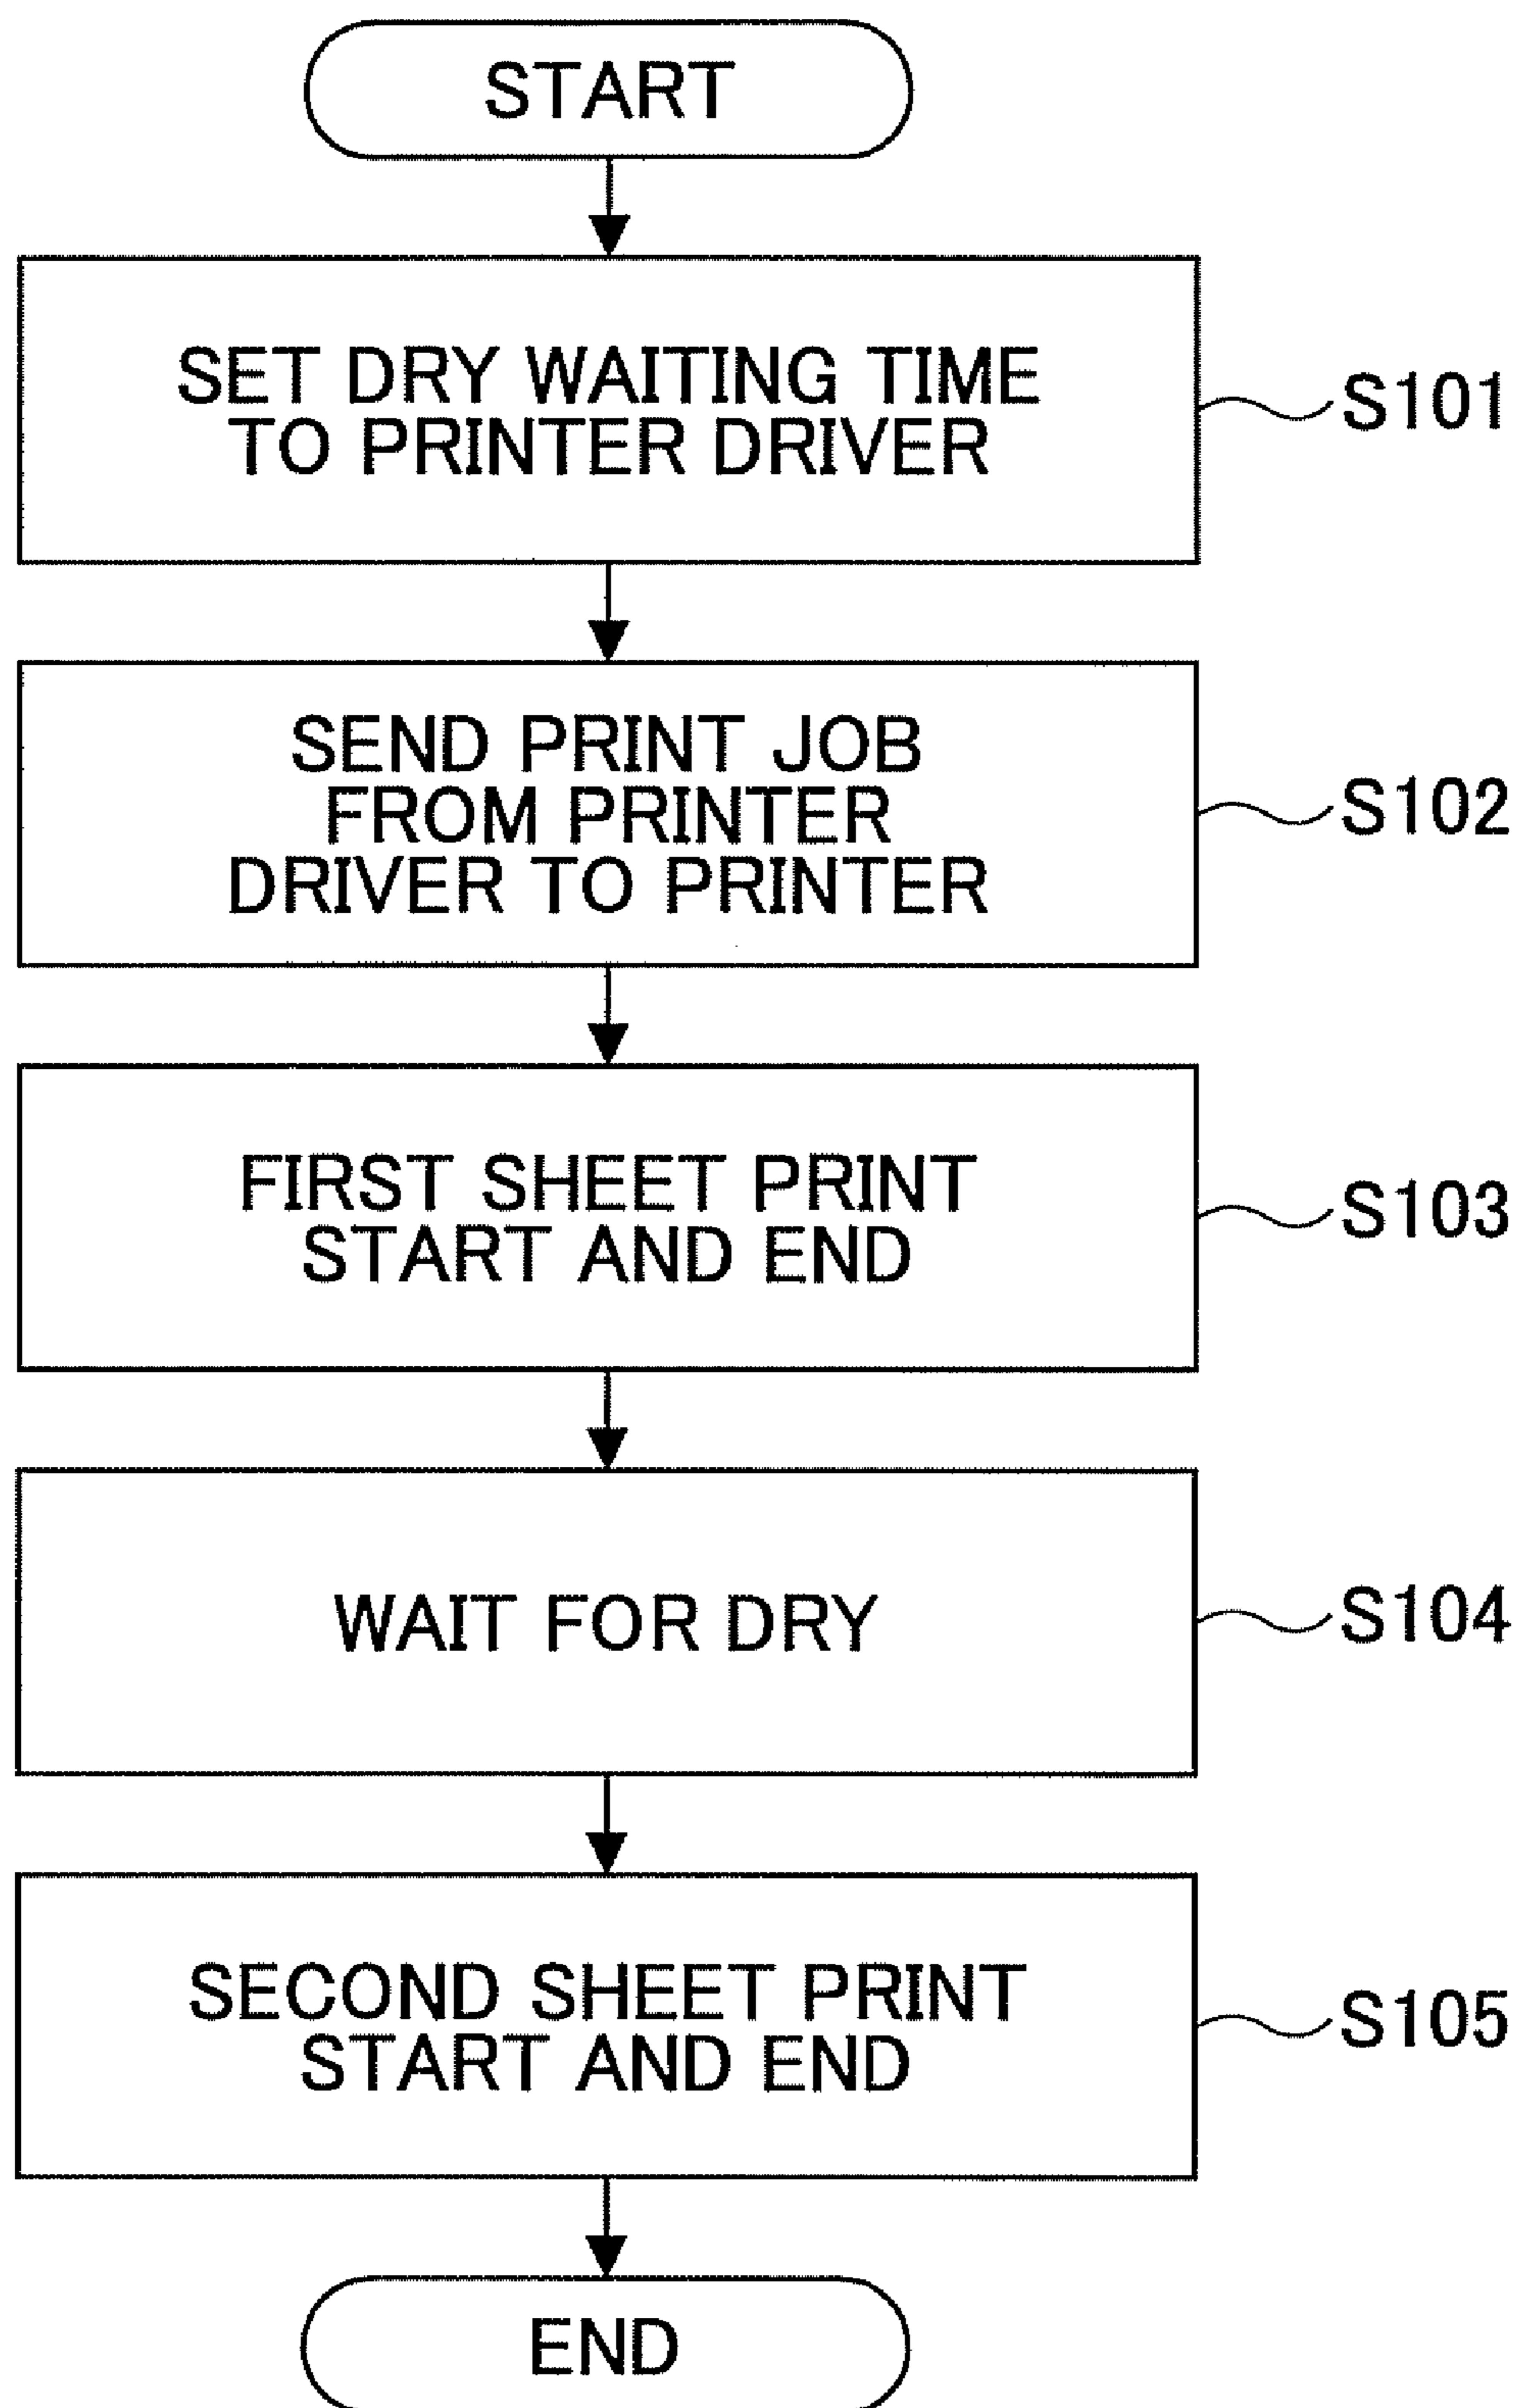 START
SET DRY WAITING TIME
TO PRINTER DRIVER
S101
SEND PRINT JOB
FROM PRINTER
DRIVER TO PRINTER
S102
FIRST SHEET PRINT
START AND END
S103
WAIT FOR DRY
S104
SECOND SHEET PRINT
START AND END
S105
END